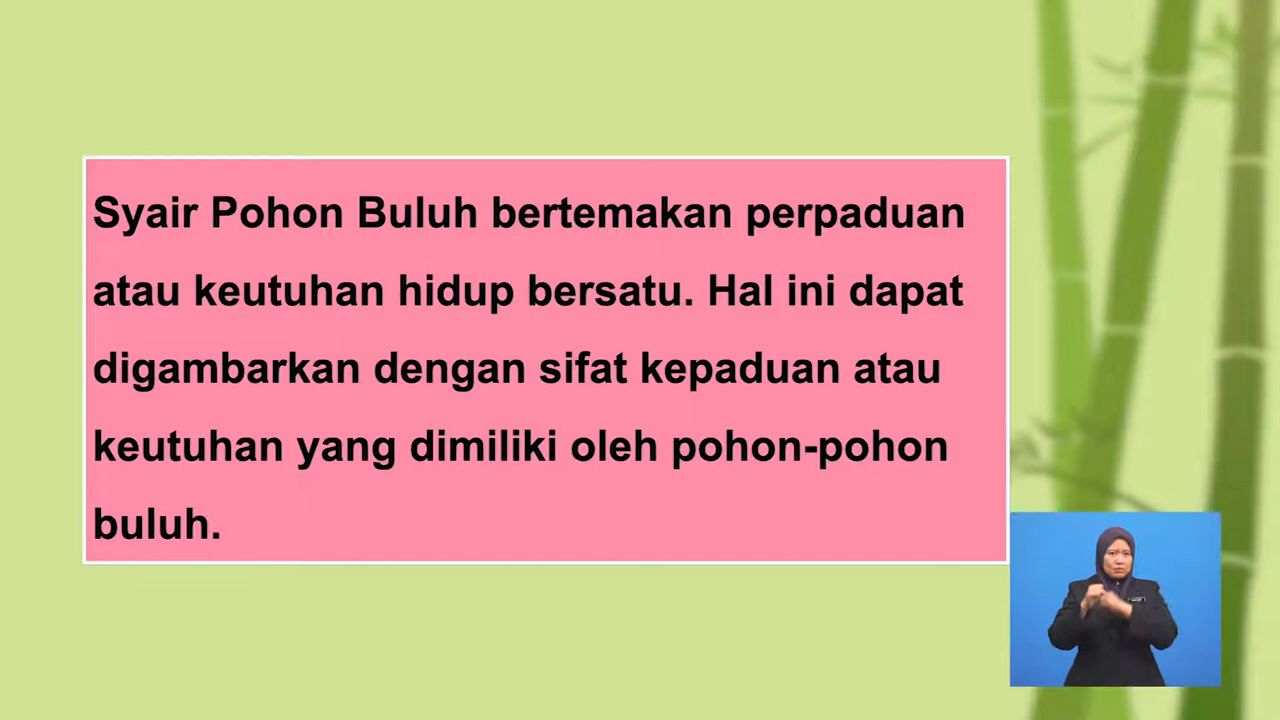 Syair Pohon Buluh bertemakan perpaduan
atau keutuhan hidup bersatu. Hal ini dapat
digambarkan dengan sifat kepaduan atau
keutuhan yang dimiliki oleh pohon-pohon
buluh.